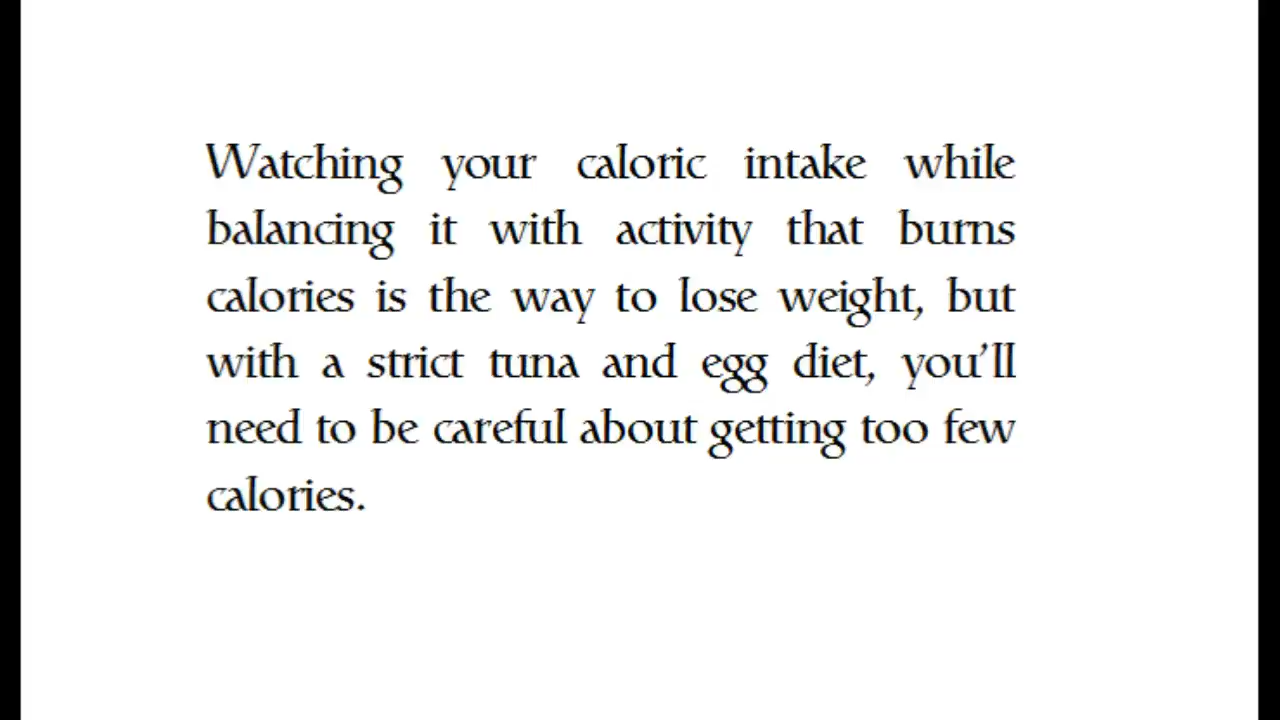 Watching your caloric intake while
balancing it with activity that burns
calories is the way to lose weight, but
with a strict tuna and egg diet, you’ll
need to be careful about getting too few
calories.